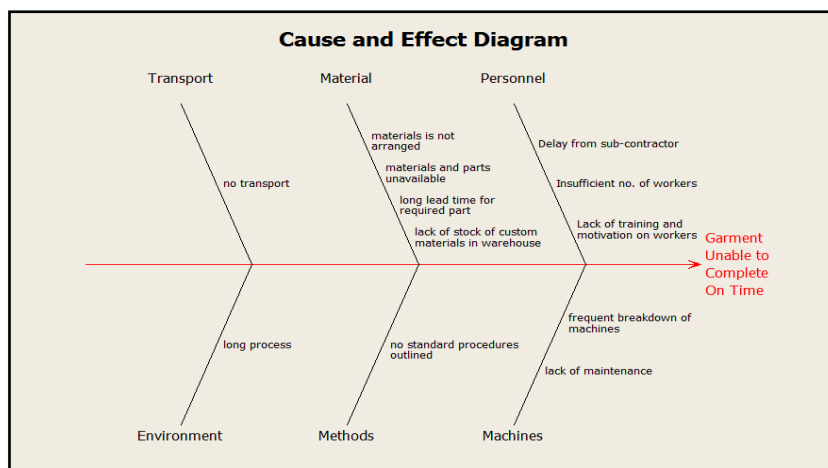 Cause and Effect Diagram
Transport
Material
Personnel
materials is not
arranged
materials and parts
unavailable
long lead time for
required part
lack of stock of custom
materials in warehouse
no transport
Delay from sub-contractor
Insufficient no. of workers
Lack of training and
motivation on workers
Garment
Unable to
Complete
On Time
long process
no standard procedures
outlined
frequent breakdown of
machines
lack of maintenance
Environment
Methods
Machines